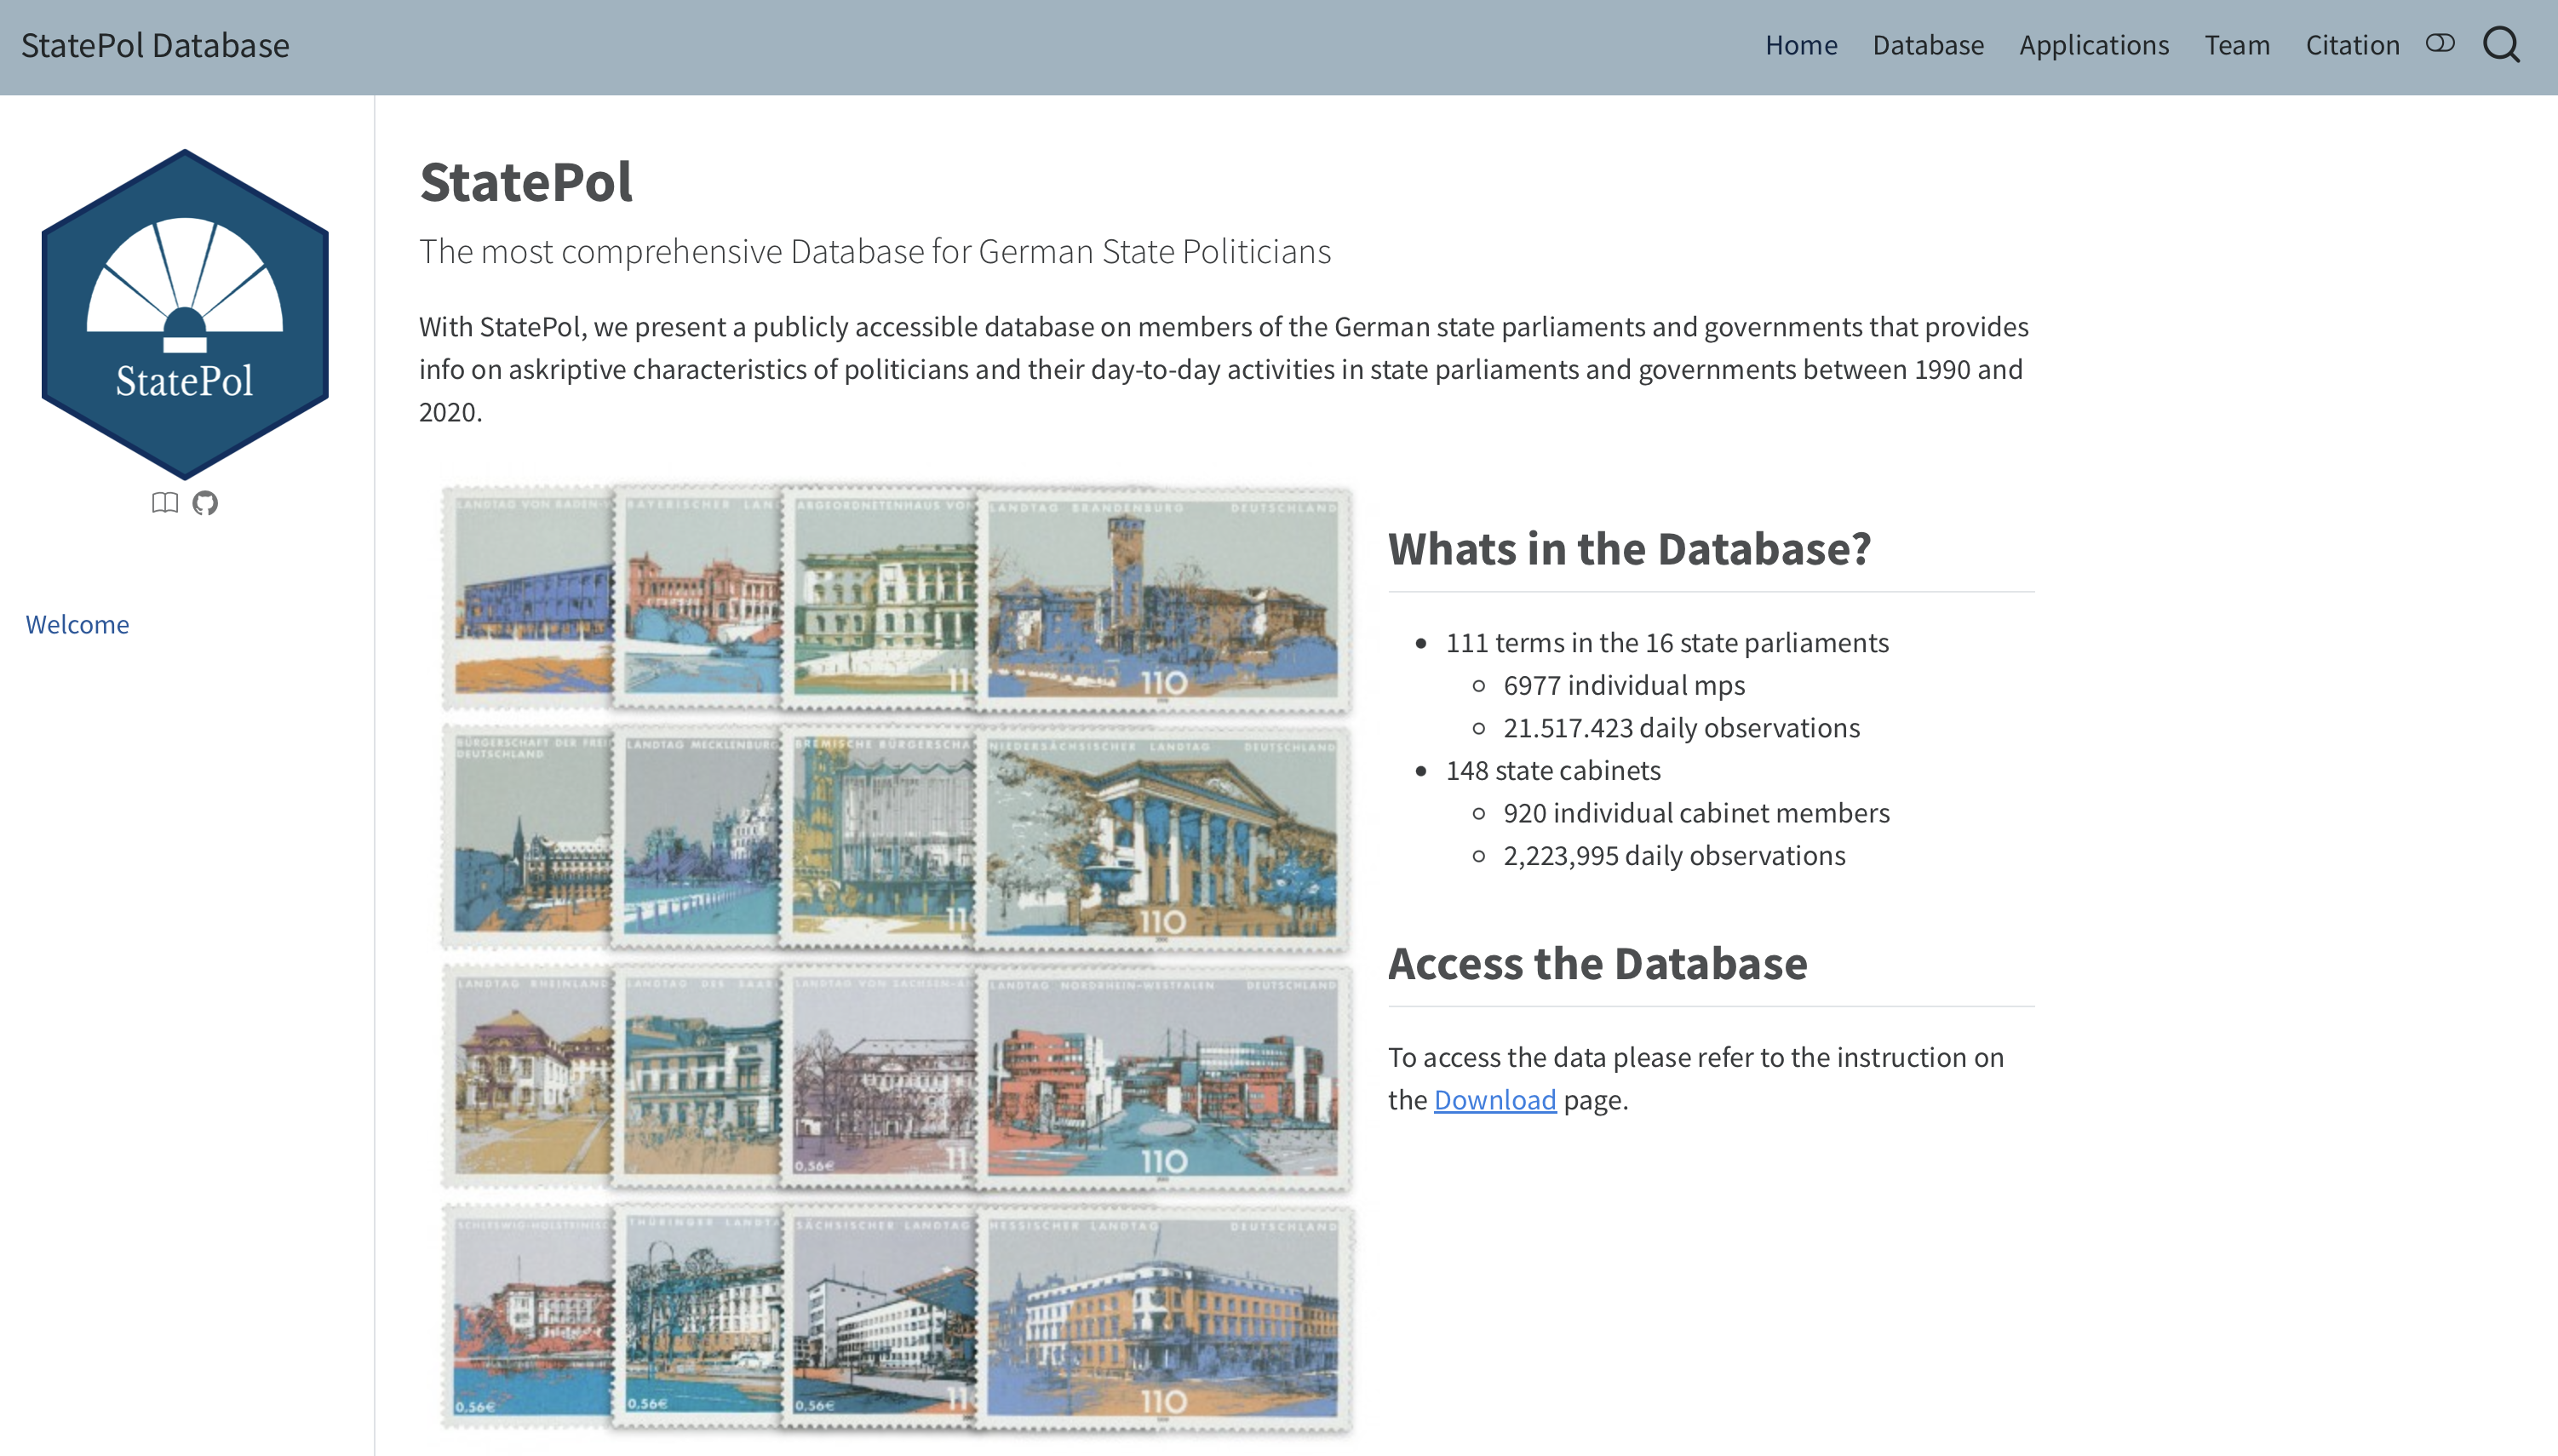 StatePol Database
Home Database Applications Team Citation
StatePol
Welcome
StatePol
The most comprehensive Database for German State Politicians
With StatePol, we present a publicly accessible database on members of the German state parliaments and governments that provides
info on askriptive characteristics of politicians and their day-to-day activities in state parliaments and governments between 1990 and
2020.
LANDTAG VON BADEN-
BAYERISCHER LAN
ABGEORDNETENHAUS VO
LANDTAG BRANDENBURG DEUTSCHLAND
11
110
BÜRGERSCHAFT DER FREI
DEUTSCHLAND
LANDTAG MECKLENBURG
BREMISCHE BÜRGERSCHA
NIEDERSÄCHSISCHER LANDTAG DEUTSCHLAND
11
110
LANDTAG RHEINLAND
LANDTAG DES SAAR
LANDTAG VON SACHSEN-A
LANDTAG NORDRHEIN-WESTFALEN DEUTSCHLAND
0,56€
11
110
SCHLESWIG-HOLSTEINIS
THÜRINGER LANDT
SÄCHSISCHER LANDTAG
HESSISCHER LANDTAG DEUTSCHLAND
0,56€
0,56€
0,56€
11
110
Whats in the Database?
111 terms in the 16 state parliaments
6977 individual mps
21.517.423 daily observations
148 state cabinets
920 individual cabinet members
2,223,995 daily observations
Access the Database
To access the data please refer to the instruction on
the Download page.